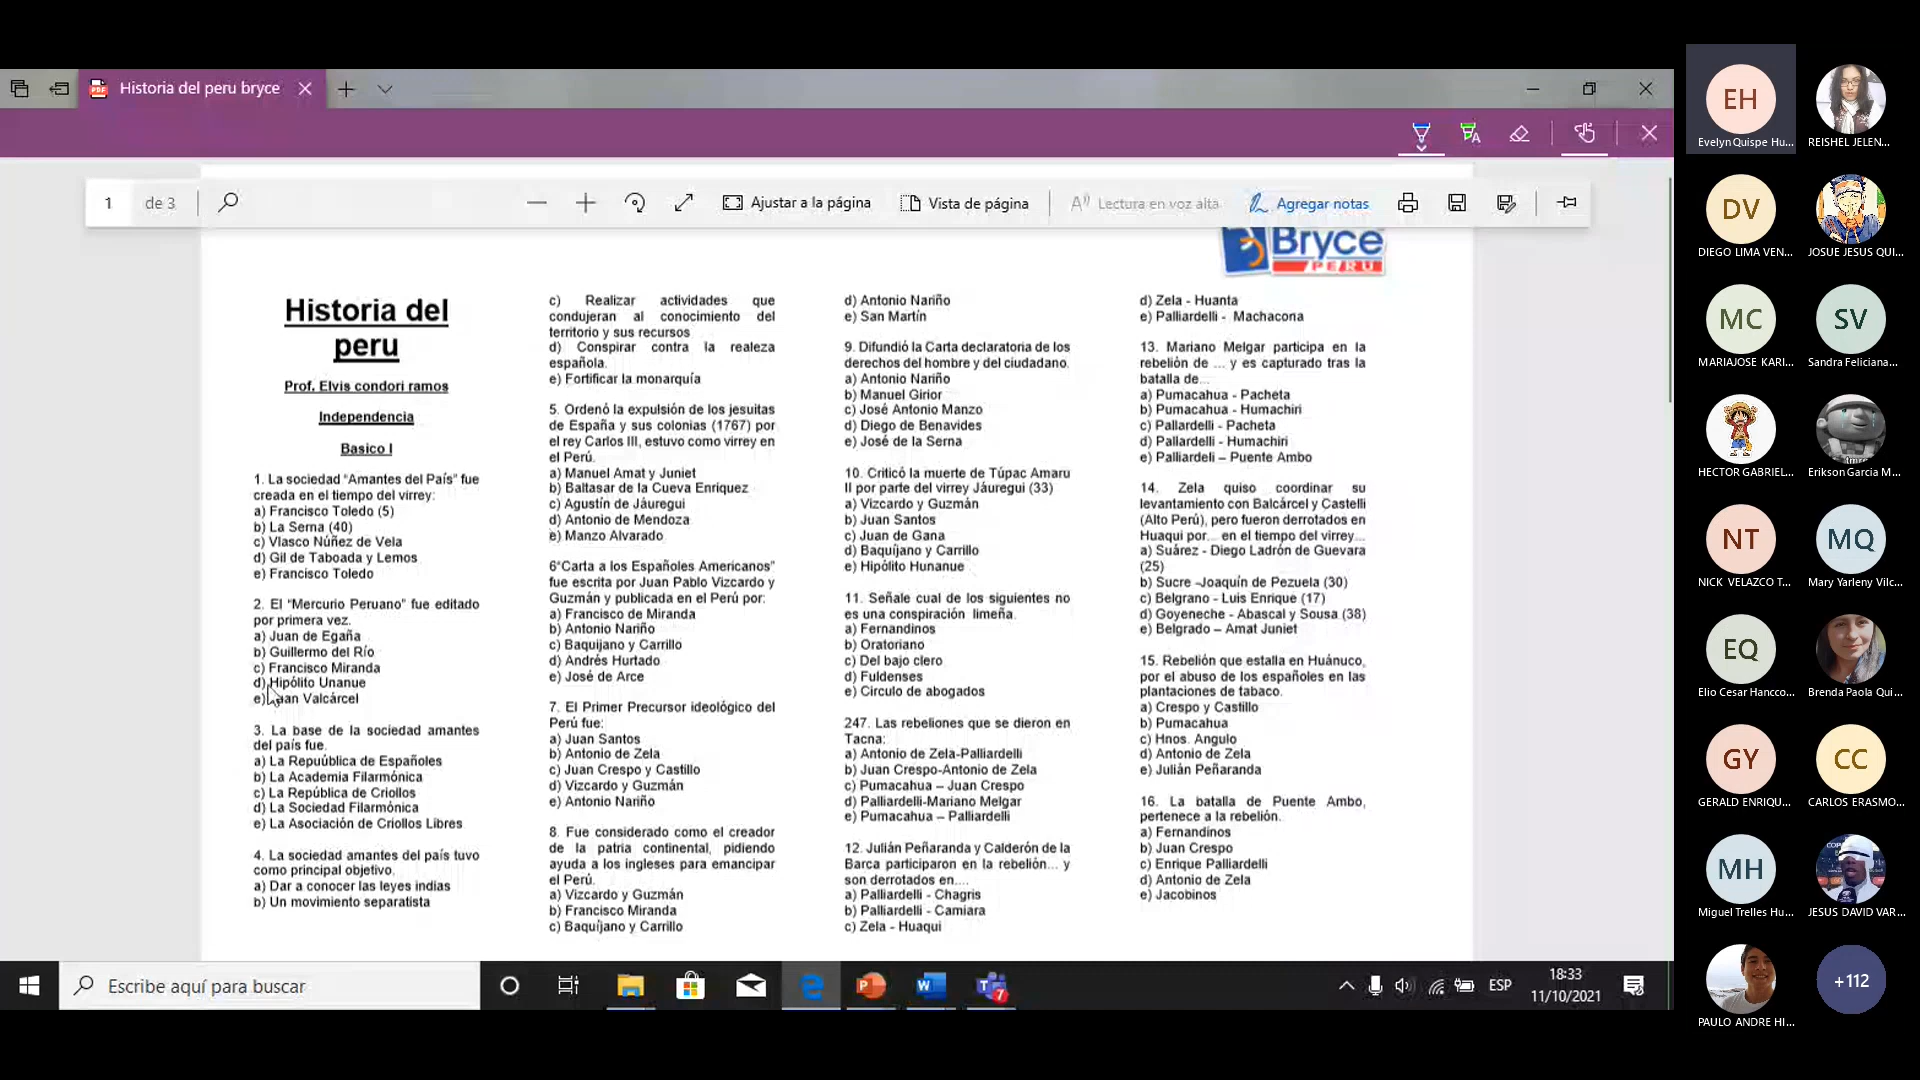 Historia del peru bryce
1 de 3
Ajustar a la página
Vista de página
Lectura en voz alta
Agregar notas
Bryce
PERU
Historia del
peru
Prof. Elvis condori ramos
Independencia
Basico I
1. La sociedad “Amantes del País” fue
creada en el tiempo del virrey:
a) Francisco Toledo (5)
b) La Serna (40)
c) Vlasco Núñez de Vela
d) Gil de Taboada y Lemos
e) Francisco Toledo
2. El “Mercurio Peruano” fue editado
por primera vez.
a) Juan de Egaña
b) Guillermo del Río
c) Francisco Miranda
d) Hipólito Unanue
e) Juan Valcárcel
3. La base de la sociedad amantes
del país fue.
a) La Repuública de Españoles
b) La Academia Filarmónica
c) La República de Criollos
d) La Sociedad Filarmónica
e) La Asociación de Criollos Libres
4. La sociedad amantes del país tuvo
como principal objetivo.
a) Dar a conocer las leyes indias
b) Un movimiento separatista
c) Realizar actividades que
condujeran al conocimiento del
territorio y sus recursos
d) Conspirar contra la realeza
española.
e) Fortificar la monarquía
5. Ordenó la expulsión de los jesuitas
de España y sus colonias (1767) por
el rey Carlos III, estuvo como virrey en
el Perú.
a) Manuel Amat y Juniet
b) Baltasar de la Cueva Enriquez
c) Agustín de Jáuregui
d) Antonio de Mendoza
e) Manzo Alvarado
6“Carta a los Españoles Americanos”
fue escrita por Juan Pablo Vizcardo y
Guzmán y publicada en el Perú por:
a) Francisco de Miranda
b) Antonio Nariño
c) Baquijano y Carrillo
d) Andrés Hurtado
e) José de Arce
7. El Primer Precursor ideológico del
Perú fue:
a) Juan Santos
b) Antonio de Zela
c) Juan Crespo y Castillo
d) Vizcardo y Guzmán
e) Antonio Nariño
8. Fue considerado como el creador
de la patria continental, pidiendo
ayuda a los ingleses para emancipar
el Perú.
a) Vizcardo y Guzmán
b) Francisco Miranda
c) Baquíjano y Carrillo
d) Antonio Nariño
e) San Martín
9. Difundió la Carta declaratoria de los
derechos del hombre y del ciudadano.
a) Antonio Nariño
b) Manuel Girior
c) José Antonio Manzo
d) Diego de Benavides
e) José de la Serna
10. Criticó la muerte de Túpac Amaru
II por parte del virrey Jáuregui (33)
a) Vizcardo y Guzmán
b) Juan Santos
c) Juan de Gana
d) Baquíjano y Carrillo
e) Hipólito Hunanue
11. Señale cual de los siguientes no
es una conspiración limeña.
a) Fernandinos
b) Oratoriano
c) Del bajo clero
d) Fuldenses
e) Circulo de abogados
247. Las rebeliones que se dieron en
Tacna:
a) Antonio de Zela-Palliardelli
b) Juan Crespo-Antonio de Zela
c) Pumacahua – Juan Crespo
d) Palliardelli-Mariano Melgar
e) Pumacahua – Palliardelli
12. Julián Peñaranda y Calderón de la
Barca participaron en la rebelión... y
son derrotados en....
a) Palliardelli - Chagris
b) Palliardelli - Camiara
c) Zela - Huaqui
d) Zela - Huanta
e) Palliardelli - Machacona
13. Mariano Melgar participa en la
rebelión de ... y es capturado tras la
batalla de...
a) Pumacahua - Pacheta
b) Pumacahua - Humachiri
c) Pallardelli - Pacheta
d) Pallardelli - Humachiri
e) Palliardeli – Puente Ambo
14. Zela quiso coordinar su
levantamiento con Balcárcel y Castelli
(Alto Perú), pero fueron derrotados en
Huaqui por... en el tiempo del virrey...
a) Suárez - Diego Ladrón de Guevara
(25)
b) Sucre –Joaquín de Pezuela (30)
c) Belgrano - Luis Enrique (17)
d) Goyeneche - Abascal y Sousa (38)
e) Belgrado – Amat Juniet
15. Rebelión que estalla en Huánuco,
por el abuso de los españoles en las
plantaciones de tabaco.
a) Crespo y Castillo
b) Pumacahua
c) Hnos. Angulo
d) Antonio de Zela
e) Julián Peñaranda
16. La batalla de Puente Ambo,
pertenece a la rebelión.
a) Fernandinos
b) Juan Crespo
c) Enrique Palliardelli
d) Antonio de Zela
e) Jacobinos
Escribe aquí para buscar
7
ESP
18:33
11/10/2021
EH
Evelyn Quispe Hu...
REISHEL JELEN...
DV
DIEGO LIMA VEN...
JOSUE JESUS QUI...
MC
MARIAJOSE KARI...
SV
Sandra Feliciana...
HECTOR GABRIEL...
Erikson Garcia M...
NT
NICK VELAZCO T...
MQ
Mary Yarleny Vilc...
EQ
Elio Cesar Hancco...
Brenda Paola Qui...
GY
GERALD ENRIQU...
CC
CARLOS ERASMO...
MH
Miguel Trelles Hu...
JESUS DAVID VAR...
PAULO ANDRE HI...
+112